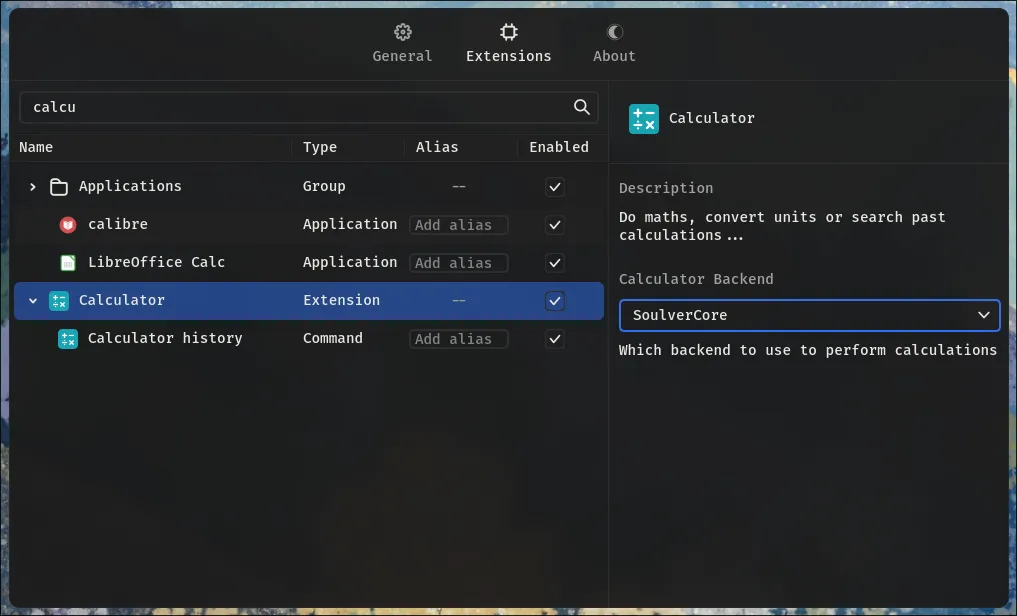 General Extensions About
calcu
Name Type Alias Enabled
Applications Group --
calibre Application Add alias
LibreOffice Calc Application Add alias
Calculator Extension --
Calculator history Command Add alias
Calculator
Description
Do maths, convert units or search past
calculations...
Calculator Backend
SoulverCore
Which backend to use to perform calculations